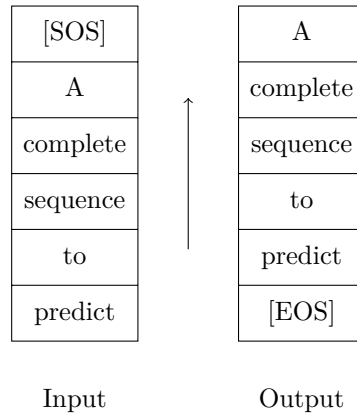 [SOS]
A
complete
sequence
to
predict
Input
A
complete
sequence
to
predict
[EOS]
Output